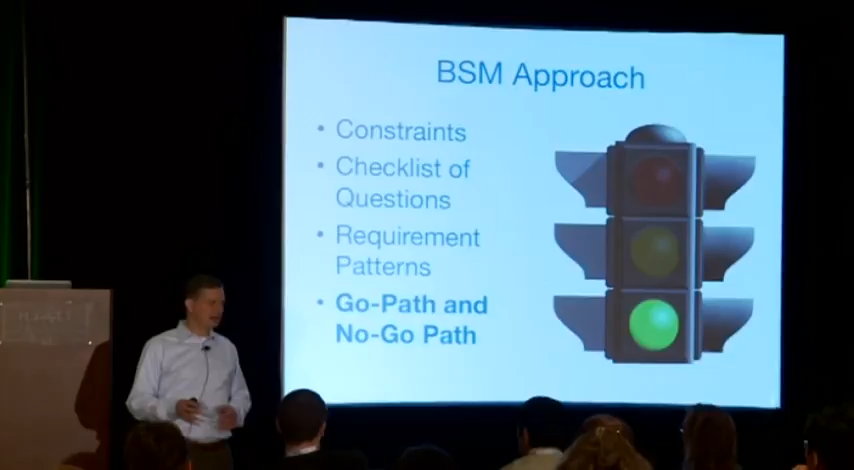 BSM Approach
• Constraints
• Checklist of
Questions
• Requirement
Patterns
• Go-Path and
No-Go Path